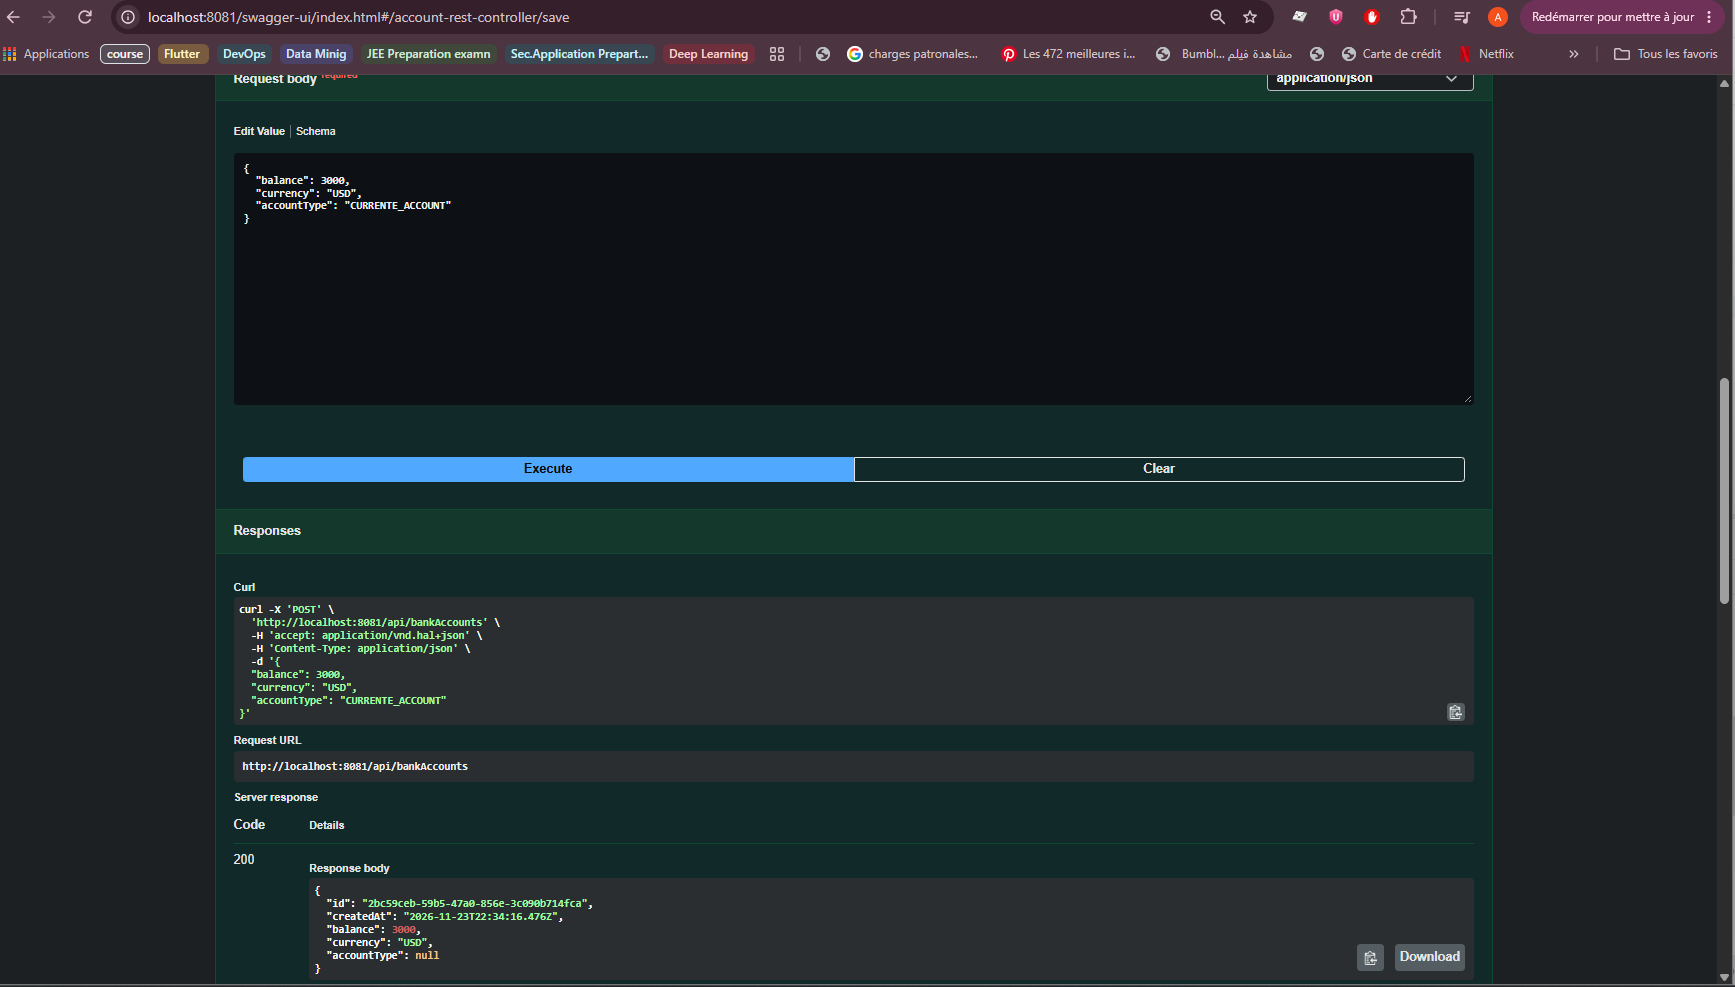 localhost:8081/swagger-ui/index.html#/account-rest-controller/save
A
Redémarrer pour mettre à jour
Applications
course
Flutter
DevOps
Data Minig
JEE Preparation examn
Sec.Application Prepart...
Deep Learning
charges patronales...
Les 472 meilleures i...
Bumbl... مشاهدة فيلم
Carte de crédit
Netflix
»
Tous les favoris
Request body required
application/json
Edit Value | Schema
{
"balance": 3000,
"currency": "USD",
"accountType": "CURRENTE_ACCOUNT"
}
Execute
Clear
Responses
Curl
curl -X 'POST' \
'http://localhost:8081/api/bankAccounts' \
-H 'accept: application/vnd.hal+json' \
-H 'Content-Type: application/json' \
-d '{
"balance": 3000,
"currency": "USD",
"accountType": "CURRENTE_ACCOUNT"
}'
Request URL
http://localhost:8081/api/bankAccounts
Server response
Code
Details
200
Response body
{
"id": "2bc59ceb-59b5-47a0-856e-3c090b714fca",
"createdAt": "2026-11-23T22:34:16.476Z",
"balance": 3000,
"currency": "USD",
"accountType": null
}
Download